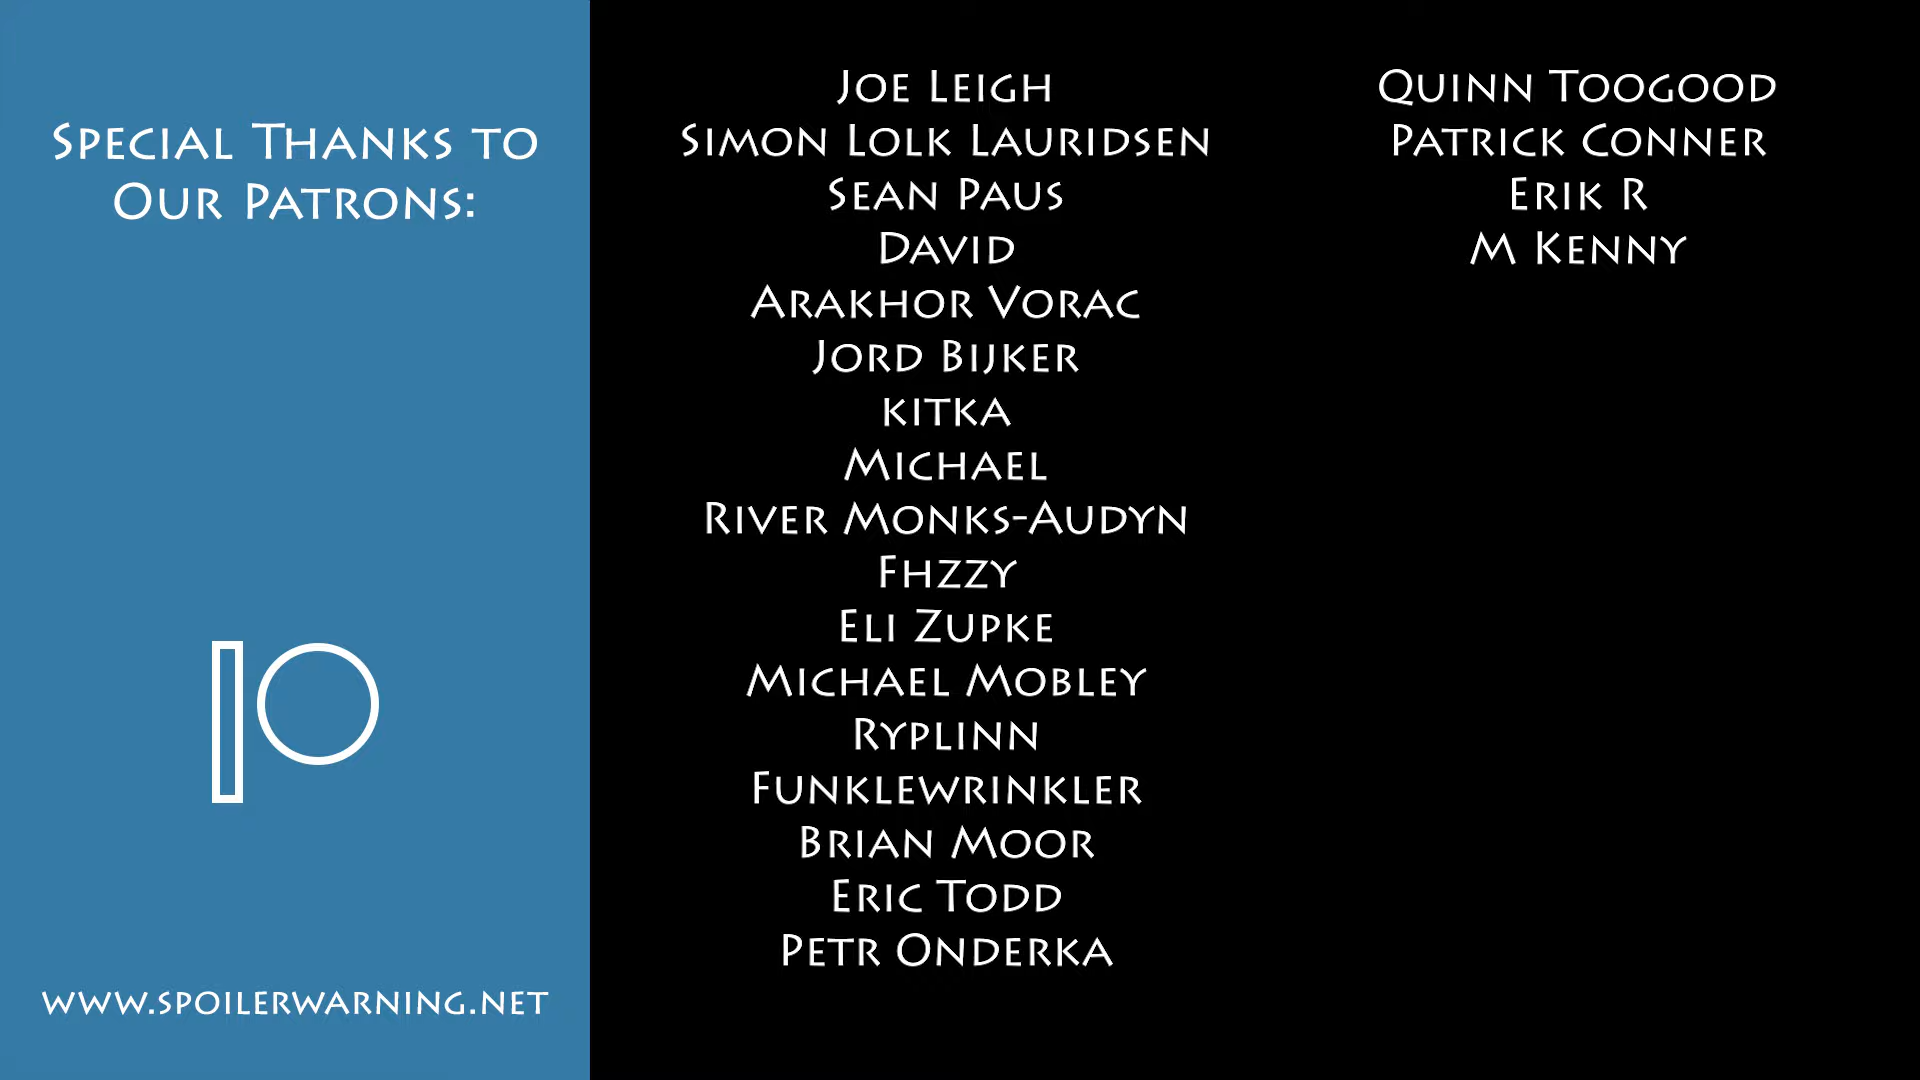 Special Thanks to
Our Patrons:
www.spoilerwarning.net
Joe Leigh
Simon Lolk Lauridsen
Sean Paus
David
Arakhor Vorac
Jord Bijker
kitka
Michael
River Monks-Audyn
Fhzzy
Eli Zupke
Michael Mobley
Ryplinn
Funklewrinkler
Brian Moor
Eric Todd
Petr Onderka
Quinn Toogood
Patrick Conner
Erik R
M Kenny